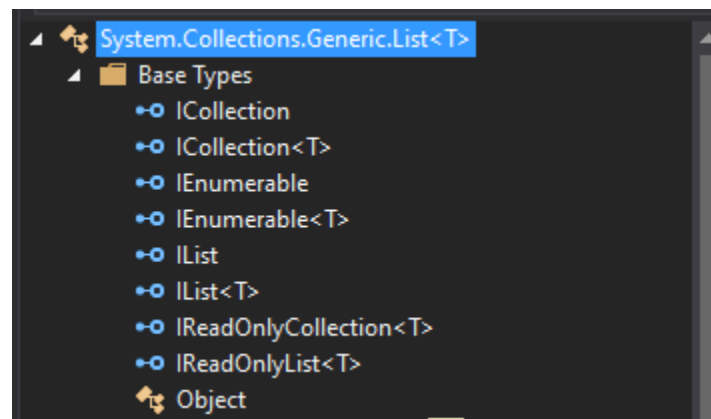 System.Collections.Generic.List<T>
Base Types
ICollection
ICollection<T>
IEnumerable
IEnumerable<T>
IList
IList<T>
IReadOnlyCollection<T>
IReadOnlyList<T>
Object